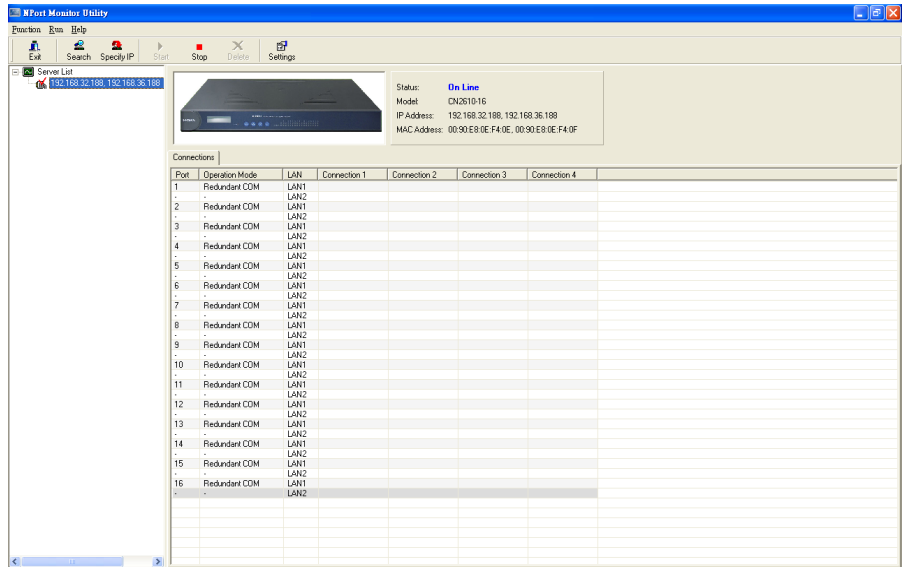 NPort Monitor Utility
Function Run Help
Exit Search Specify IP Start Stop Delete Settings
Server List
192.168.32.188, 192.168.36.188
Status: On Line
Model: CN2610-16
IP Address: 192.168.32.188, 192.168.36.188
MAC Address: 00:90:E8:0E:F4:0E, 00:90:E8:0E:F4:0F
Connections
Port Operation Mode LAN Connection 1 Connection 2 Connection 3 Connection 4
1 Redundant COM LAN1
- - LAN2
2 Redundant COM LAN1
- - LAN2
3 Redundant COM LAN1
- - LAN2
4 Redundant COM LAN1
- - LAN2
5 Redundant COM LAN1
- - LAN2
6 Redundant COM LAN1
- - LAN2
7 Redundant COM LAN1
- - LAN2
8 Redundant COM LAN1
- - LAN2
9 Redundant COM LAN1
- - LAN2
10 Redundant COM LAN1
- - LAN2
11 Redundant COM LAN1
- - LAN2
12 Redundant COM LAN1
- - LAN2
13 Redundant COM LAN1
- - LAN2
14 Redundant COM LAN1
- - LAN2
15 Redundant COM LAN1
- - LAN2
16 Redundant COM LAN1
- - LAN2